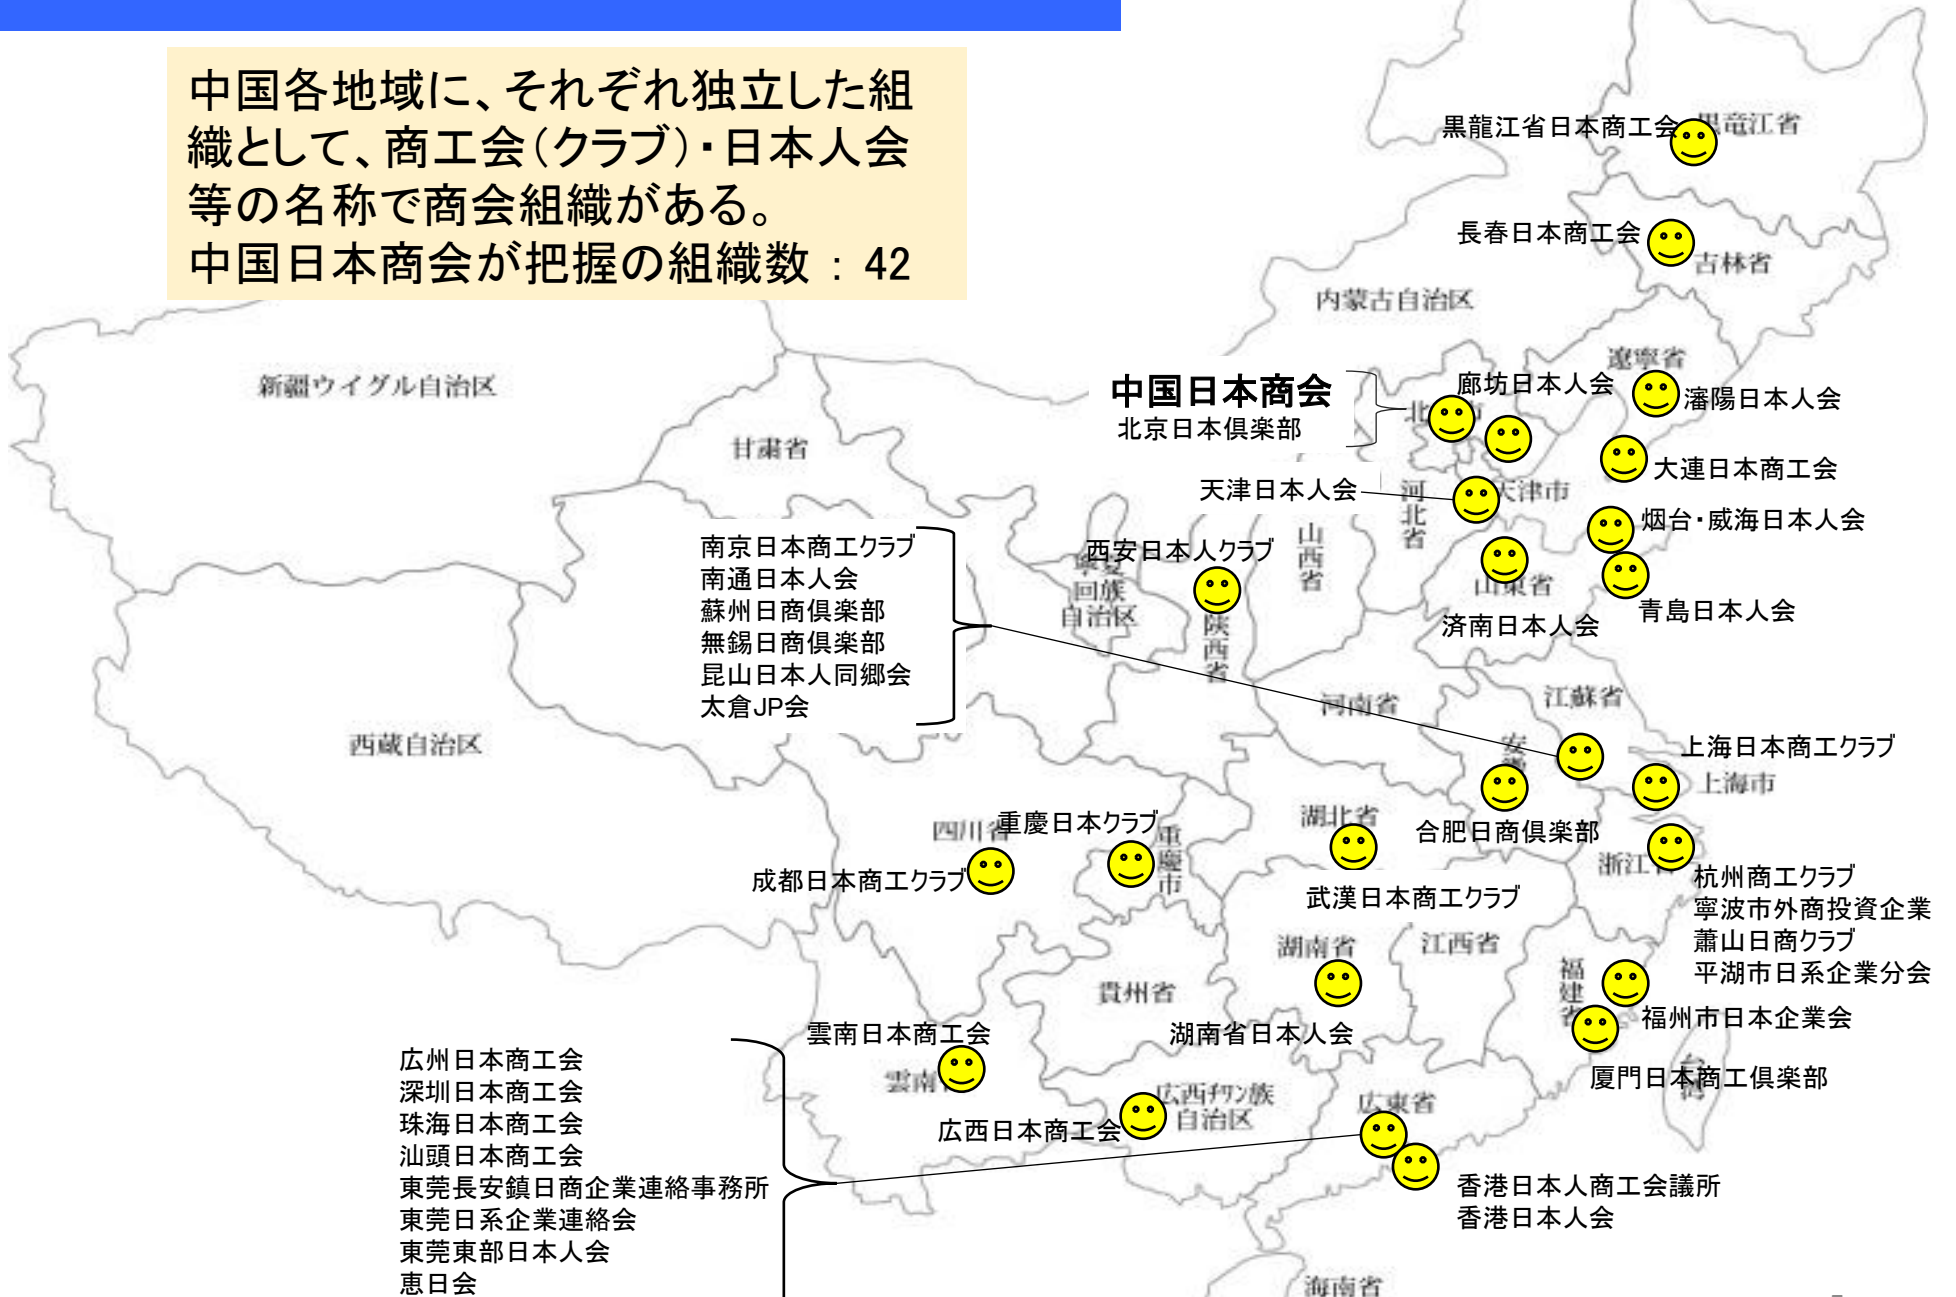 中国各地域に、それぞれ独立した組
織として、商工会(クラブ)・日本人会
等の名称で商会組織がある。
中国日本商会が把握の組織数 : 42
黒龍江省日本商工会
黒竜江省
長春日本商工会
吉林省
内蒙古自治区
遼寧省
新疆ウイグル自治区
中国日本商会
北京日本倶楽部
廊坊日本人会
瀋陽日本人会
甘粛省
大連日本商工会
天津日本人会
天津市
河北省
山西省
烟台・威海日本人会
南京日本商工クラブ
南通日本人会
蘇州日商倶楽部
無錫日商倶楽部
昆山日本人同郷会
太倉JP会
西安日本人クラブ
回族
自治区
陝西省
山東省
済南日本人会
青島日本人会
河南省
江蘇省
西蔵自治区
上海日本商工クラブ
上海市
合肥日商倶楽部
四川省
重慶日本クラブ
重慶市
湖北省
成都日本商工クラブ
武漢日本商工クラブ
浙江省
杭州商工クラブ
寧波市外商投資企業
蕭山日商クラブ
平湖市日系企業分会
湖南省
江西省
福建省
貴州省
湖南省日本人会
福州市日本企業会
厦門日本商工倶楽部
台湾
雲南日本商工会
雲南
広西チワン族
自治区
広西日本商工会
広東省
広州日本商工会
深圳日本商工会
珠海日本商工会
汕頭日本商工会
東莞長安鎮日商企業連絡事務所
東莞日系企業連絡会
東莞東部日本人会
恵日会
香港日本人商工会議所
香港日本人会
海南省